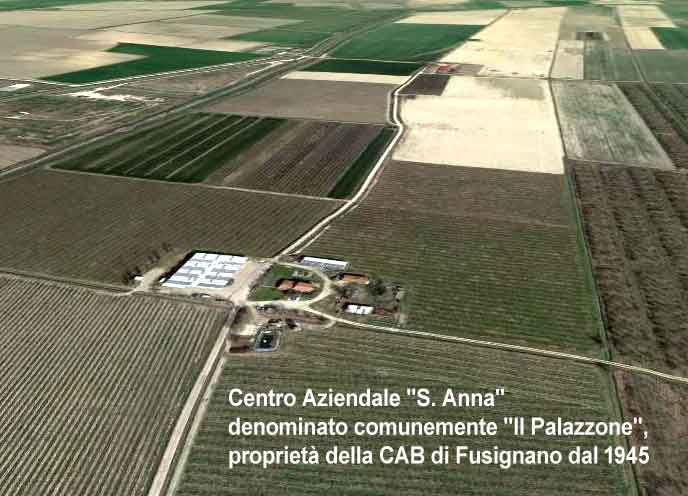 Centro Aziendale "S. Anna"
denominato comunemente "Il Palazzone",
proprietà della CAB di Fusignano dal 1945